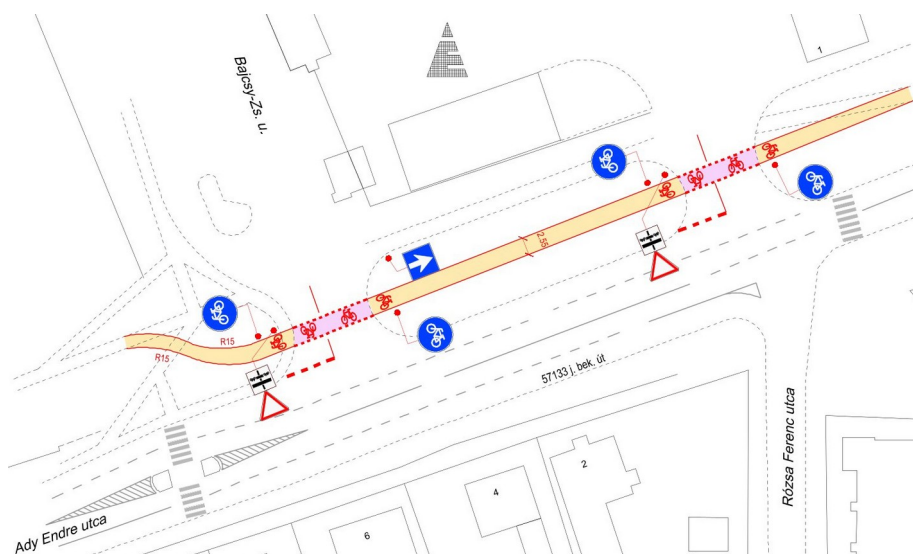 1
Bajcsy-Zs. u.
2.55
R15
R15
57133 j. bek. út
Rózsa Ferenc utca
2
4
6
Ady Endre utca